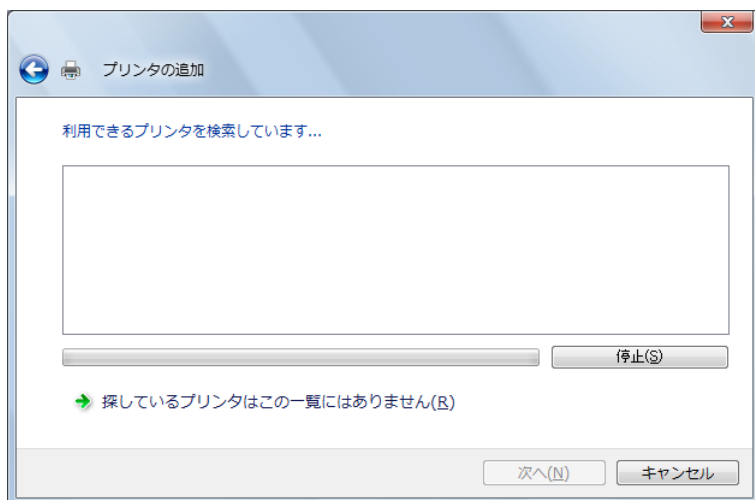 プリンタの追加
利用できるプリンタを検索しています...
停止(S)
探しているプリンタはこの一覧にはありません(R)
次へ(N)
キャンセル